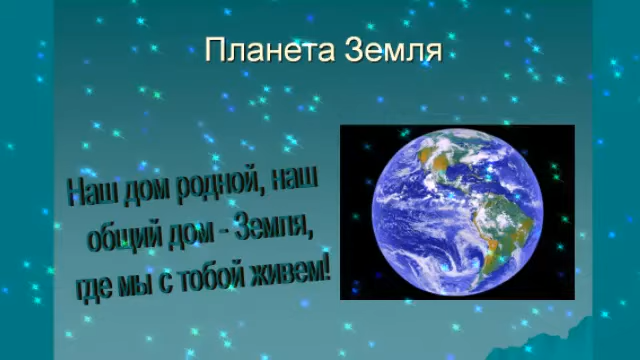 Планета Земля
Наш дом родной, наш
общий дом - Земля,
где мы с тобой живем!